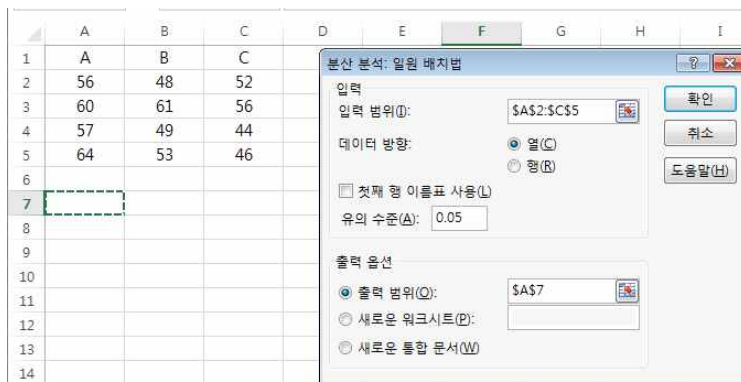 A B C D E F G H I
1 A B C
2 56 48 52
3 60 61 56
4 57 49 44
5 64 53 46
6
7
8
9
10
11
12
13
14
분산 분석: 일원 배치법
입력
입력 범위(I): $A$2:$C$5
데이터 방향: 열(C)
행(R)
첫째 행 이름표 사용(L)
유의 수준(A): 0.05
출력 옵션
출력 범위(O): $A$7
새로운 워크시트(P):
새로운 통합 문서(W)
확인
취소
도움말(H)